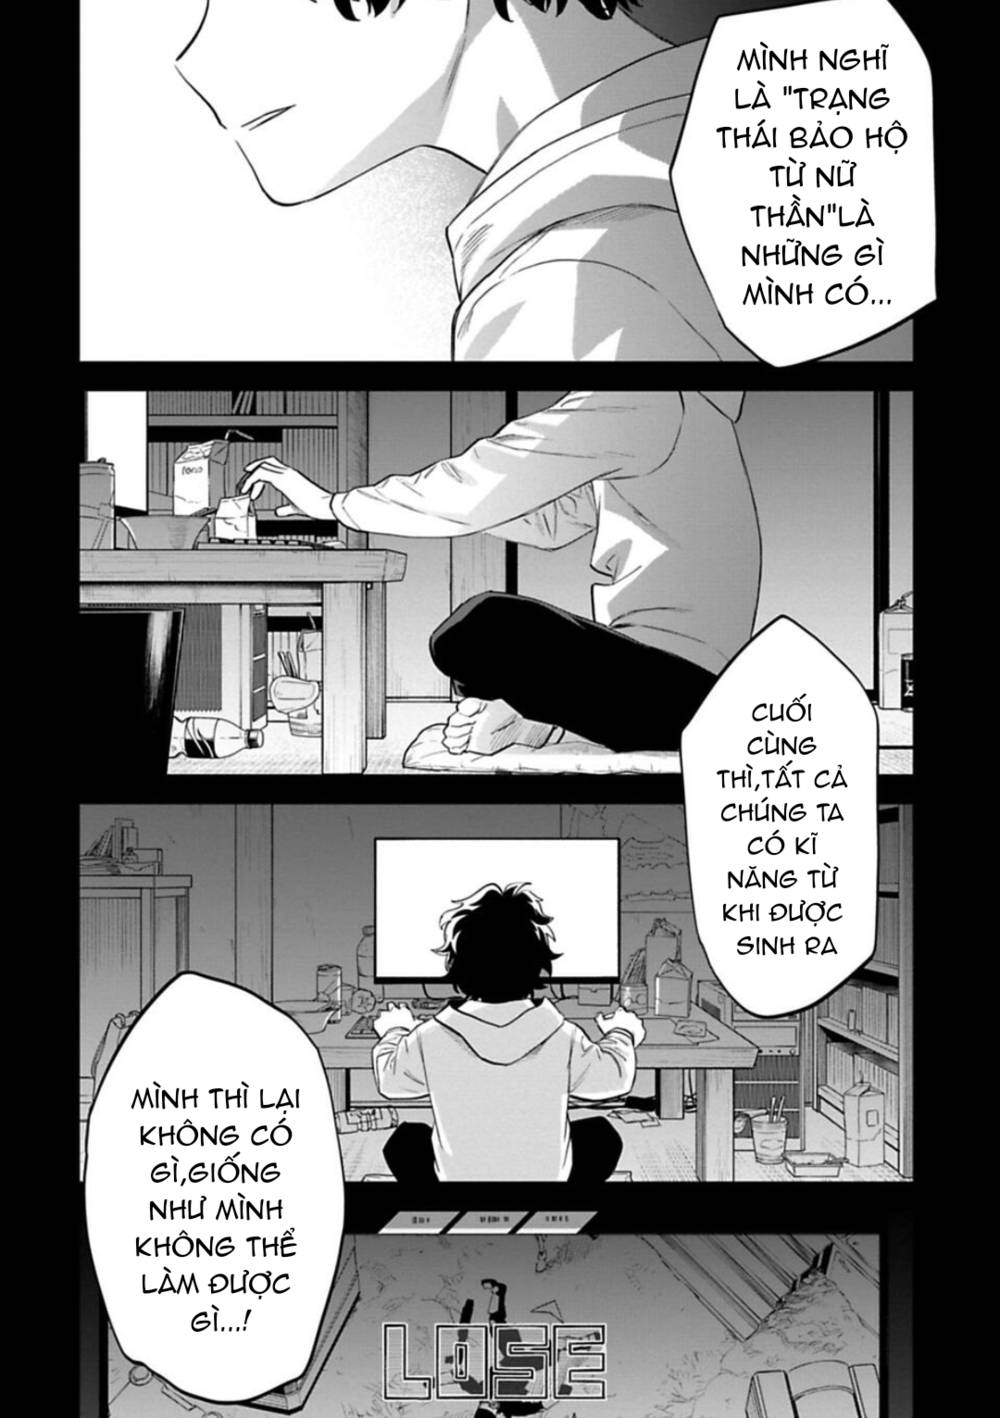 MÌNH NGHĨ
LÀ "TRẠNG
THÁI BẢO HỘ
TỪ NỮ
THẦN"LÀ
NHỮNG GÌ
MÌNH CÓ...
CUỐI
CÙNG
THÌ,TẤT CẢ
CHÚNG TA
CÓ KĨ
NĂNG TỪ
KHI ĐƯỢC
SINH RA
MÌNH THÌ LẠI
KHÔNG CÓ
GÌ,GIỐNG
NHƯ MÌNH
KHÔNG THỂ
LÀM ĐƯỢC
GÌ...!
LOSE